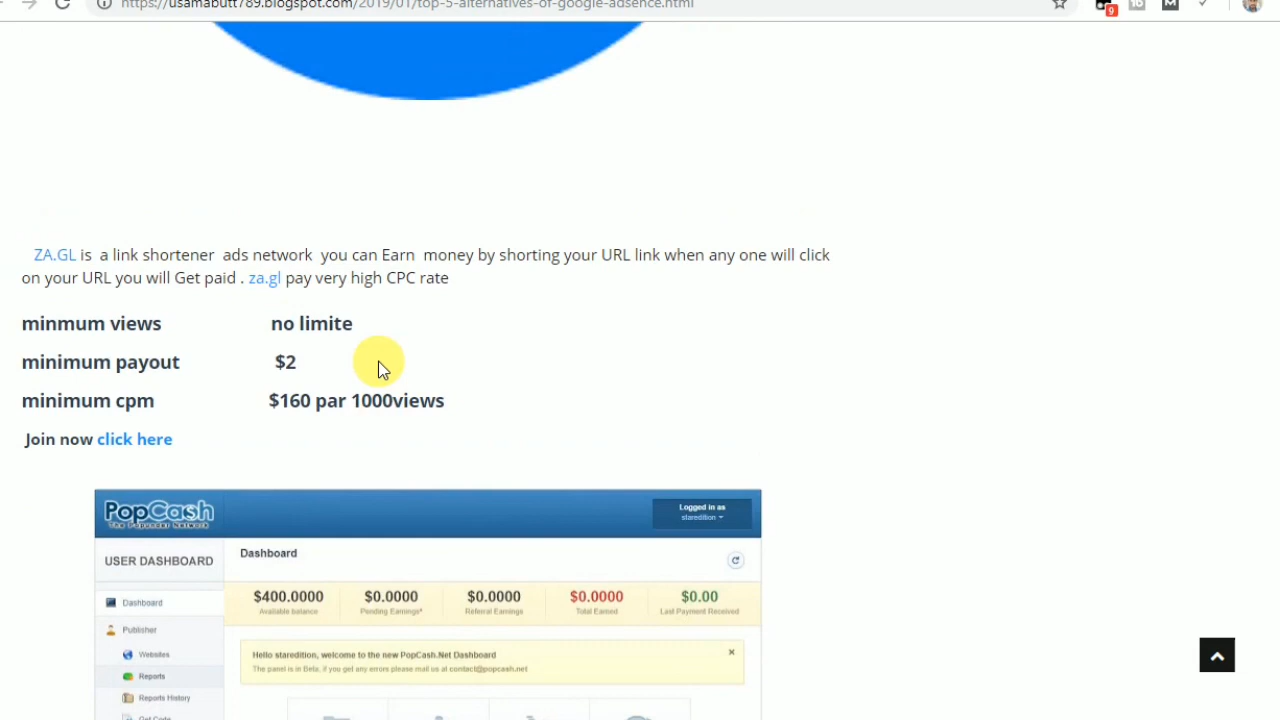 https://usamabutt789.blogspot.com/2019/01/top-5-alternatives-of-google-adsence.html
9
M
ZA.GL is a link shortener ads network you can Earn money by shorting your URL link when any one will click
on your URL you will Get paid . za.gl pay very high CPC rate
minmum views no limite
minimum payout $2
minimum cpm $160 par 1000views
Join now click here
PopCash
The Popunder Network
Logged in as
staredition
USER DASHBOARD
Dashboard
$400.0000 $0.0000 $0.0000 $0.0000 $0.00
Available balance Pending Earnings* Referral Earnings Total Earned Last Payment Received
Dashboard
Publisher
Websites
Reports
Reports History
Get Code
Hello staredition, welcome to the new PopCash.Net Dashboard
The panel is in Beta, if you get any errors please mail us at contact@popcash.net